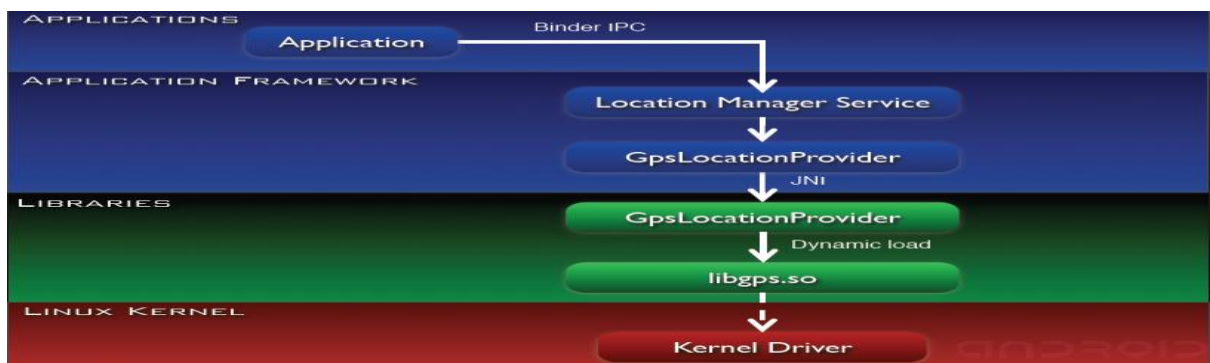 APPLICATIONS
Application
Binder IPC
APPLICATION FRAMEWORK
Location Manager Service
GpsLocationProvider
JNI
LIBRARIES
GpsLocationProvider
Dynamic load
libgps.so
LINUX KERNEL
Kernel Driver
ANDROID